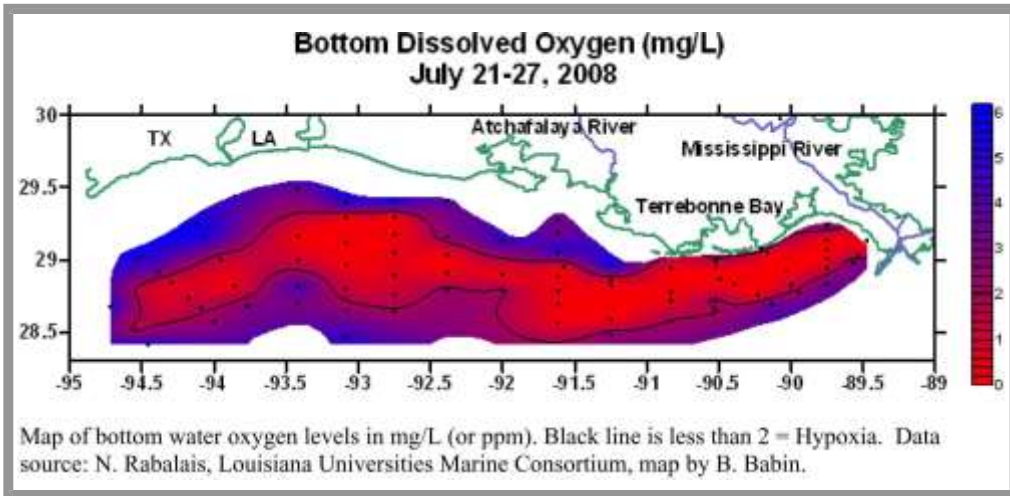 Bottom Dissolved Oxygen (mg/L)
July 21-27, 2008
30
29.5
29
28.5
-95
-94.5
-94
-93.5
-93
-92.5
-92
-91.5
-91
-90.5
-90
-89.5
-89
TX
LA
Atchafalaya River
Mississippi River
Terrebonne Bay
6
5
4
3
2
1
0
Map of bottom water oxygen levels in mg/L (or ppm). Black line is less than 2 = Hypoxia. Data
source: N. Rabalais, Louisiana Universities Marine Consortium, map by B. Babin.